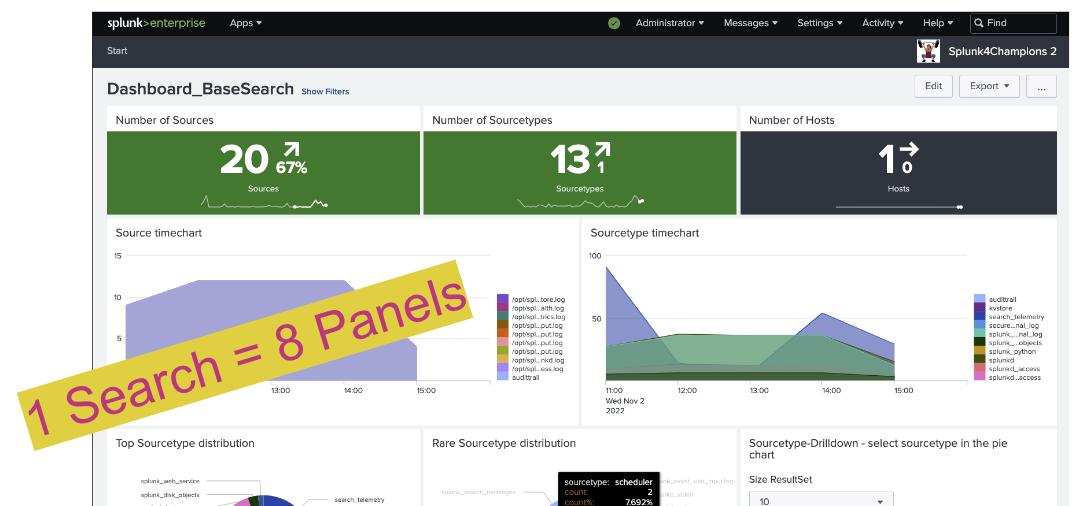 splunk>enterprise Apps Administrator Messages Settings Activity Help Find
Start Splunk4Champions 2
Dashboard_BaseSearch Show Filters Edit Export ...
Number of Sources
20 67%
Sources
Number of Sourcetypes
13 1
Sourcetypes
Number of Hosts
1 0
Hosts
Source timechart
15
10
5
13:00 14:00 15:00
/opt/spl...tore.log
/opt/spl...alth.log
/opt/spl...trics.log
/opt/spl...put.log
/opt/spl...put.log
/opt/spl...put.log
/opt/spl...put.log
/opt/spl...nkd.log
/opt/spl...ess.log
audittrail
1 Search = 8 Panels
Sourcetype timechart
100
50
11:00 12:00 13:00 14:00 15:00
Wed Nov 2
2022
audittrail
kvstore
search_telemetry
secure...nal_log
splunk_...nal_log
splunk_...objects
splunk_python
splunkd
splunkd_access
splunkd...access
Top Sourcetype distribution
splunk_web_service
splunk_disk_objects
search_telemetry
Rare Sourcetype distribution
splunk_search_messages
sourcetype: scheduler
count: 2
count%: 7.692%
Sourcetype-Drilldown - select sourcetype in the pie
chart
Size ResultSet
10